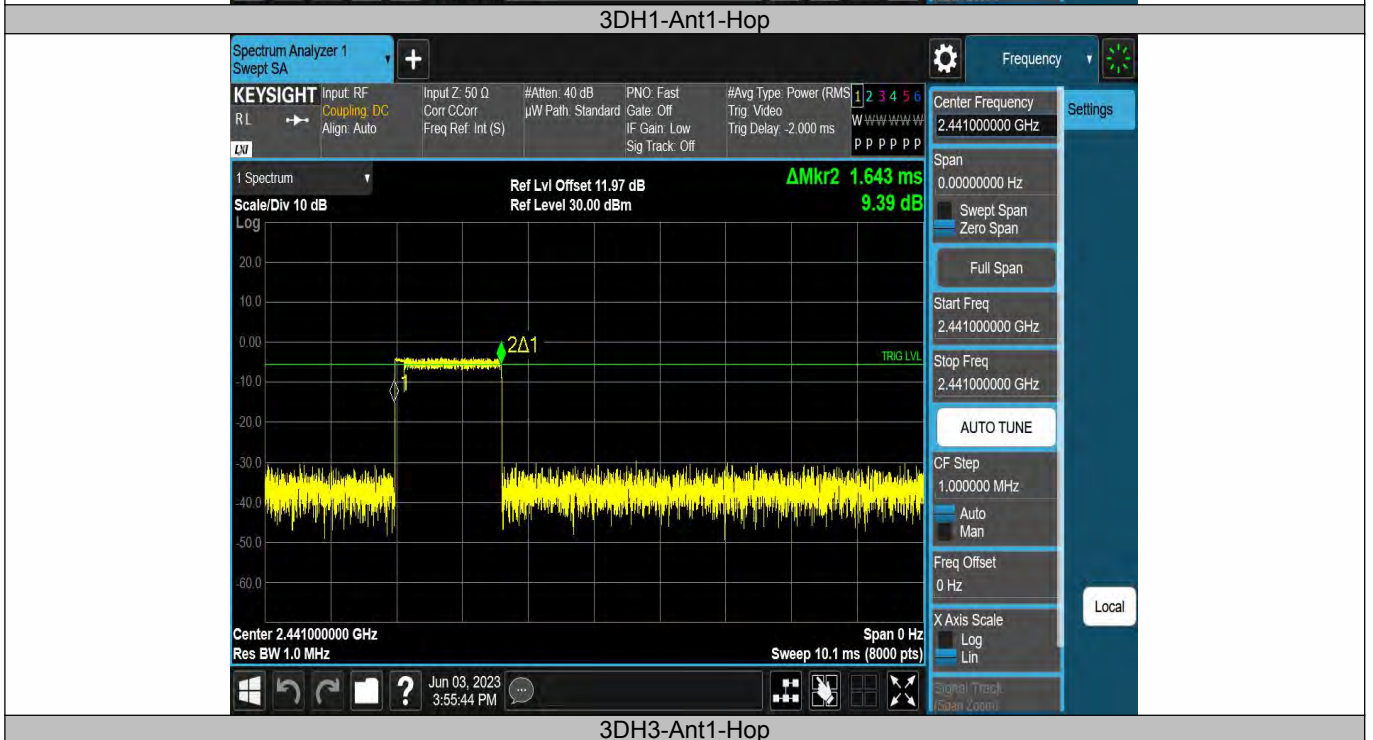 3DH1-Ant1-Hop
Spectrum Analyzer 1
Swept SA
+
Frequency
KEYSIGHT
RL
LXI
Input: RF
Coupling: DC
Align: Auto
Input Z: 50 Ω
Corr CCorr
Freq Ref: Int (S)
#Atten: 40 dB
µW Path: Standard
PNO: Fast
Gate: Off
IF Gain: Low
Sig Track: Off
#Avg Type: Power (RMS
Trig: Video
Trig Delay: -2.000 ms
1 2 3 4 5 6
W W W W W W
P P P P P P
Center Frequency
2.441000000 GHz
Settings
Span
0.00000000 Hz
Swept Span
Zero Span
Full Span
Start Freq
2.441000000 GHz
Stop Freq
2.441000000 GHz
AUTO TUNE
CF Step
1.000000 MHz
Auto
Man
Freq Offset
0 Hz
X Axis Scale
Log
Lin
Signal Track
(Span Zoom)
Local
1 Spectrum
Scale/Div 10 dB
Log
Ref Lvl Offset 11.97 dB
Ref Level 30.00 dBm
ΔMkr2 1.643 ms
9.39 dB
20.0
10.0
0.00
-10.0
-20.0
-30.0
-40.0
-50.0
-60.0
2Δ1
1
TRIG LVL
Center 2.441000000 GHz
Res BW 1.0 MHz
Span 0 Hz
Sweep 10.1 ms (8000 pts)
?
Jun 03, 2023
3:55:44 PM
3DH3-Ant1-Hop